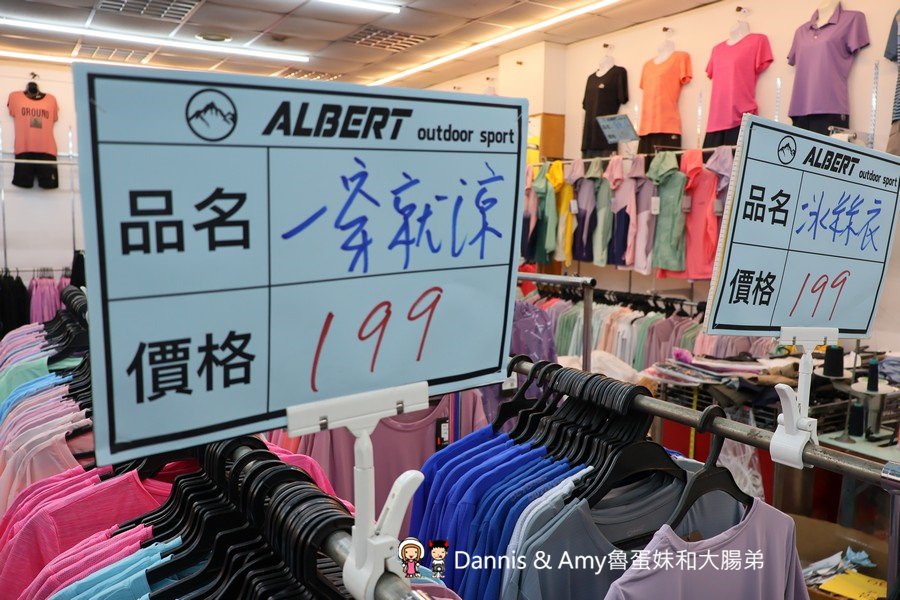 ALBERT outdoor sport
品名 一穿就涼
價格 199
ALBERT outdoor sport
品名 冰絲衣
價格 199
GROUND
Dannis & Amy魯蛋妹和大腸弟